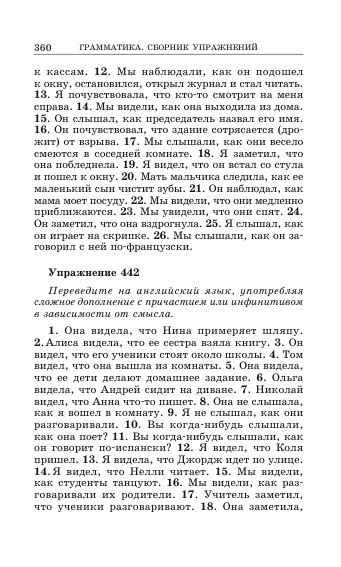 360 ГРАММАТИКА. СБОРНИК УПРАЖНЕНИЙ
к кассам. 12. Мы наблюдали, как он подошел
к окну, остановился, открыл журнал и стал читать.
13. Я почувствовала, что кто-то смотрит на меня
справа. 14. Мы видели, как она выходила из дома.
15. Он слышал, как председатель назвал его имя.
16. Он почувствовал, что здание сотрясается (дро-
жит) от взрыва. 17. Мы слышали, как они весело
смеются в соседней комнате. 18. Я заметил, что
она побледнела. 19. Я видел, что он встал со стула
и пошел к окну. 20. Мать мальчика следила, как ее
маленький сын чистит зубы. 21. Он наблюдал, как
мама моет посуду. 22. Мы видели, что они медленно
приближаются. 23. Мы увидели, что они спят. 24.
Он заметил, что она вздрогнула. 25. Я слышал, как
он играет на скрипке. 26. Мы слышали, как он за-
говорил с ней по-французски.
Упражнение 442
Переведите на английский язык, употребляя
сложное дополнение с причастием или инфинитивом
в зависимости от смысла.
1. Она видела, что Нина примеряет шляпу.
2. Алиса видела, что ее сестра взяла книгу. 3. Он
видел, что его ученики стоят около школы. 4. Том
видел, что она вышла из комнаты. 5. Она видела,
что ее дети делают домашнее задание. 6. Ольга
видела, что Андрей сидит на диване. 7. Николай
видел, что Анна что-то пишет. 8. Она не слышала,
как я вошел в комнату. 9. Я не слышал, как они
разговаривали. 10. Вы когда-нибудь слышали,
как она поет? 11. Вы когда-нибудь слышали, как
он говорит по-испански? 12. Я видел, что Коля
пришел. 13. Я видела, что Джордж идет по улице.
14. Я видел, что Нелли читает. 15. Мы видели,
как студенты танцуют. 16. Мы видели, как раз-
говаривали их родители. 17. Учитель заметил,
что ученики разговаривают. 18. Она заметила,